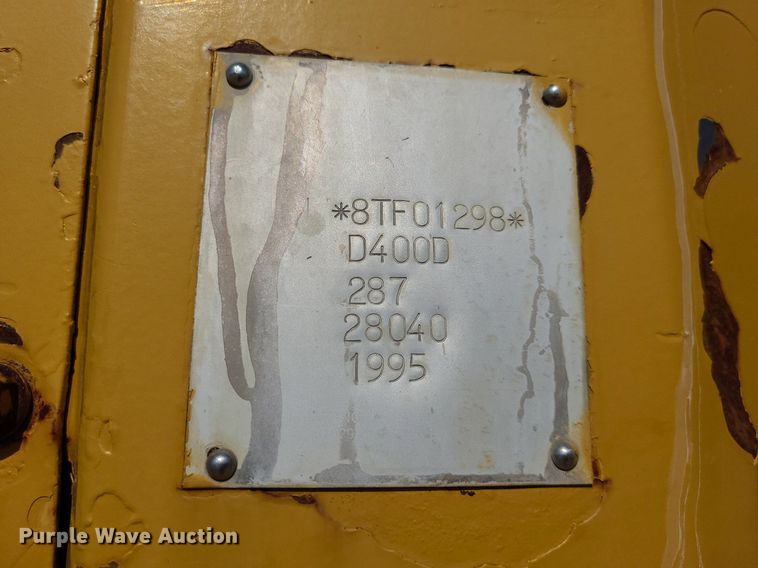 *8TF01298*
D400D
287
28040
1995
Purple Wave Auction